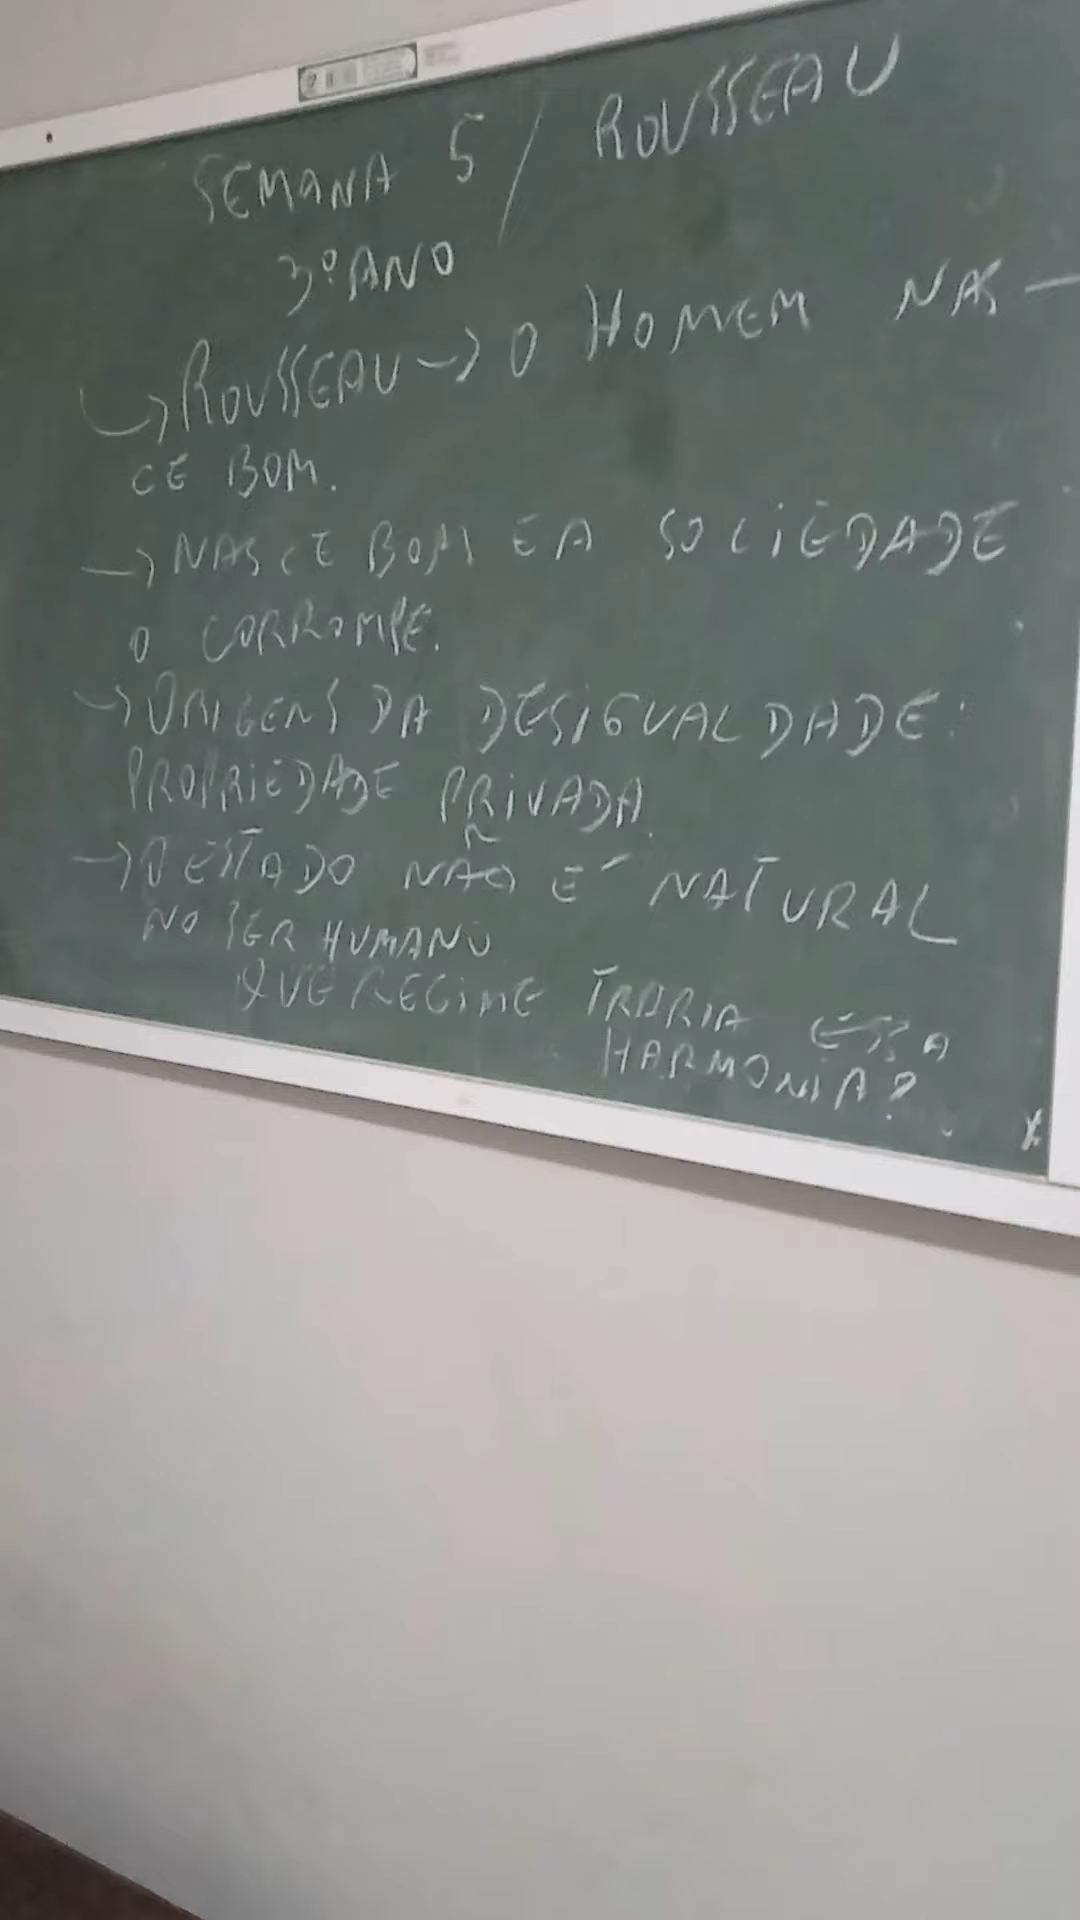 SEMANA 5 / ROUSSEAU
3º ANO
↳ ROUSSEAU → O HOMEM NAS-
CE BOM.
→ NASCE BOM E A SOCIEDADE
O CORROMPE.
→ ORIGENS DA DESIGUALDADE:
PROPRIEDADE PRIVADA.
→ O ESTADO NÃO É NATURAL
NO SER HUMANO
QUE REGIME TRARIA ESSA
HARMONIA?